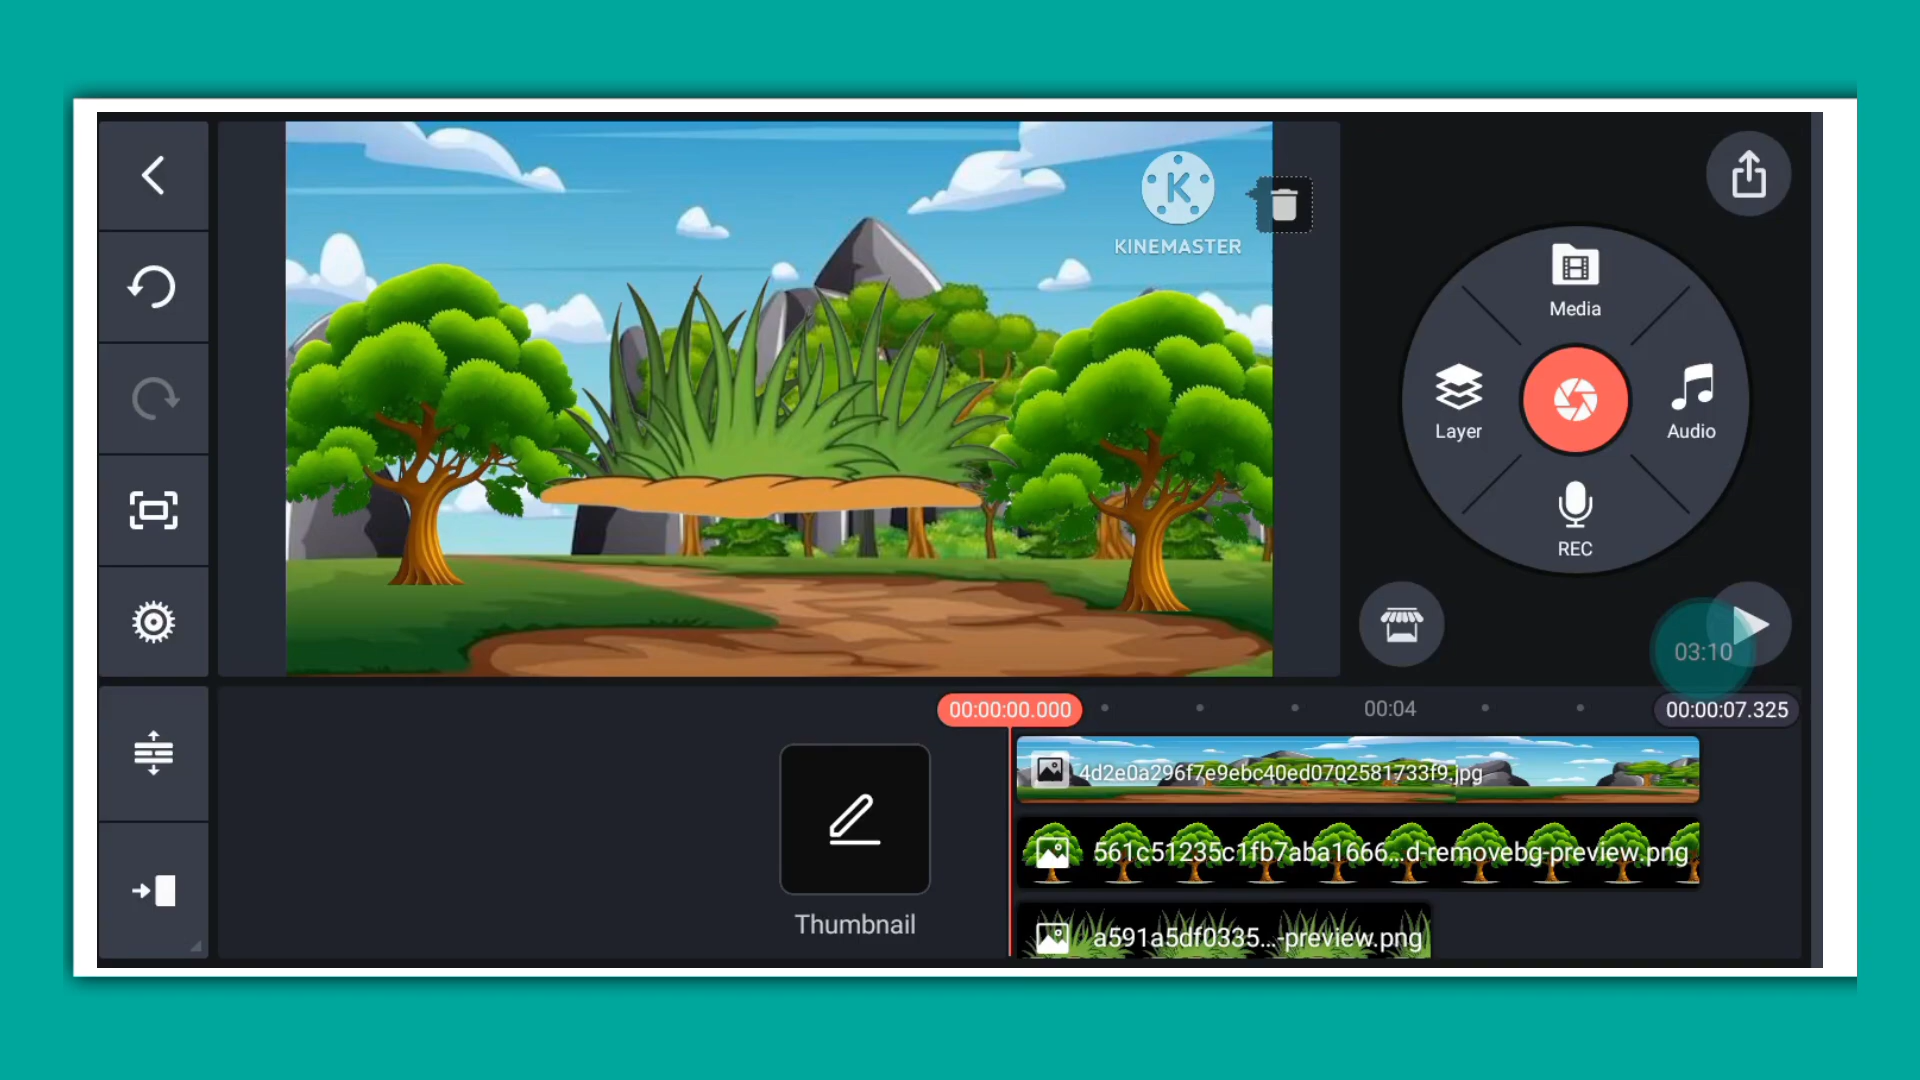 K
KINEMASTER
Media
Layer
Audio
REC
03:10
00:00:00.000
00:04
00:00:07.325
4d2e0a296f7e9ebc40ed0702581733f9.jpg
561c51235c1fb7aba1666...d-removebg-preview.png
a591a5df0335...-preview.png
Thumbnail